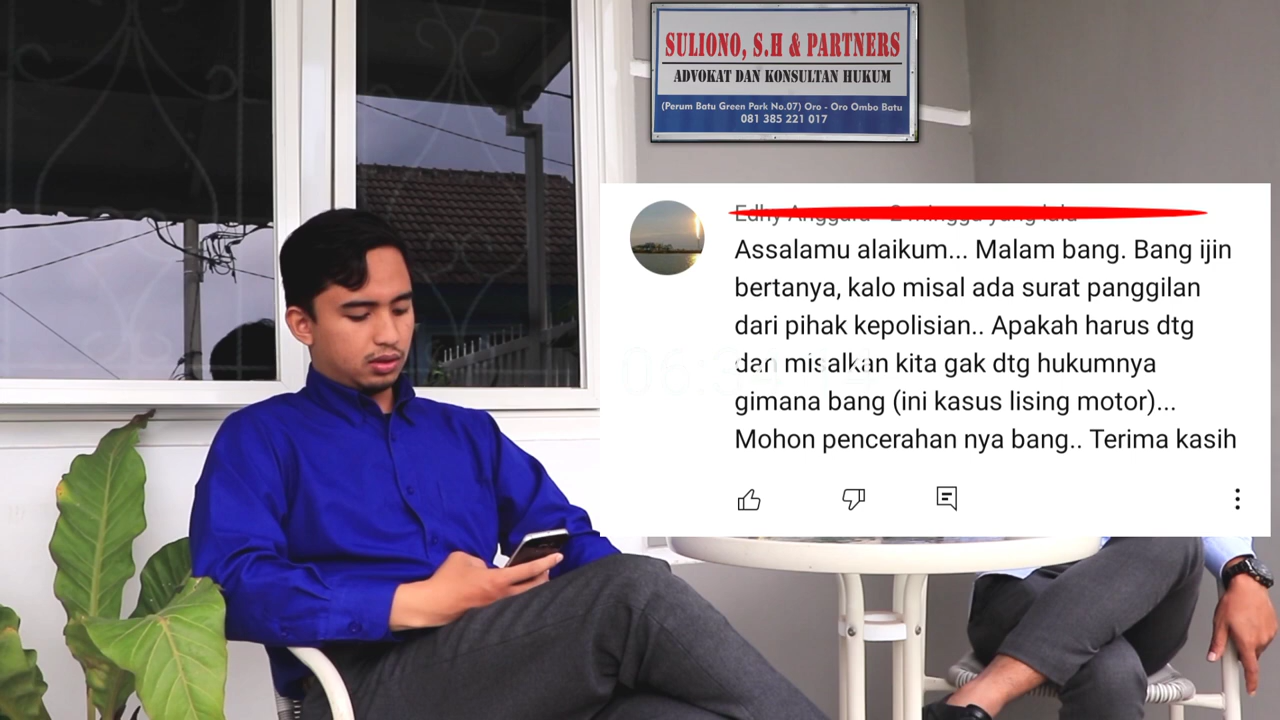 SULIONO, S.H & PARTNERS
ADVOKAT DAN KONSULTAN HUKUM
(Perum Batu Green Park No.07) Oro - Oro Ombo Batu
081 385 221 017
Assalamu alaikum... Malam bang. Bang ijin
bertanya, kalo misal ada surat panggilan
dari pihak kepolisian.. Apakah harus dtg
dan misalkan kita gak dtg hukumnya
gimana bang (ini kasus lising motor)...
Mohon pencerahan nya bang.. Terima kasih